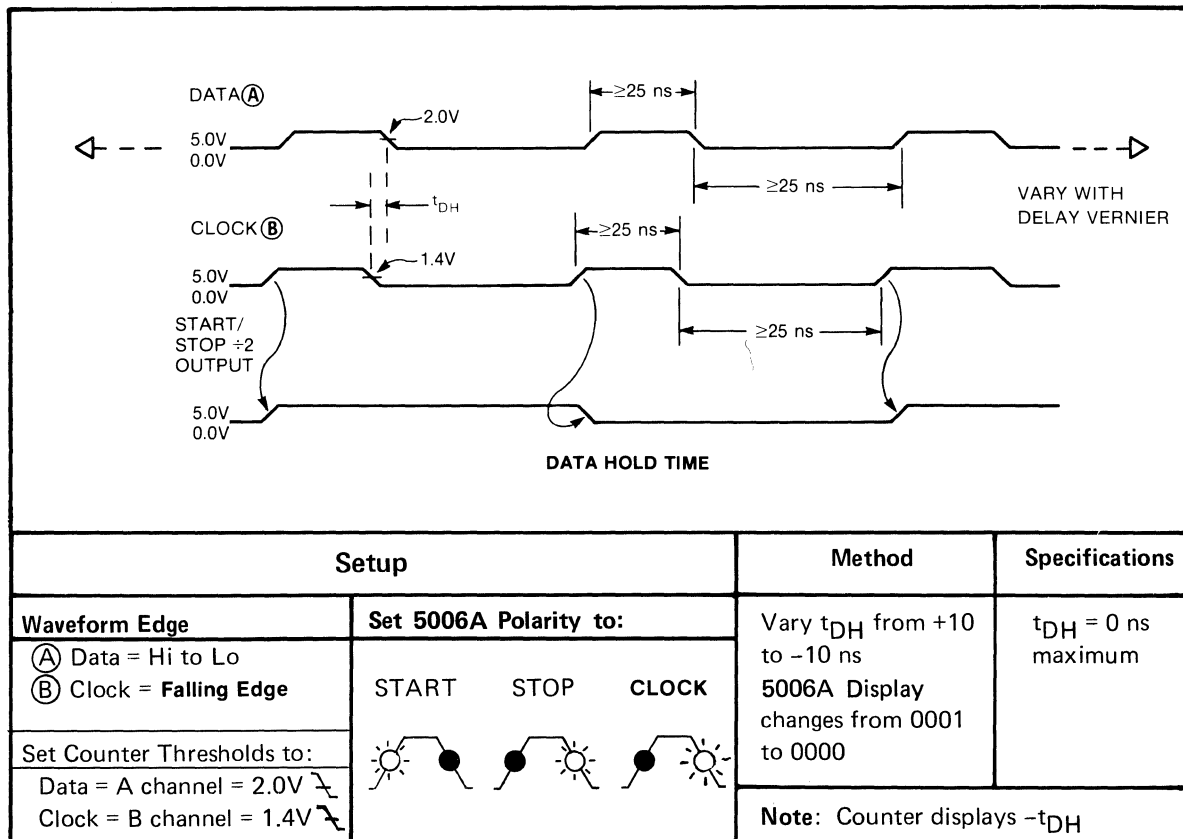 DATA Ⓐ
2.0V
≥25 ns
5.0V
0.0V
≥25 ns
VARY WITH
DELAY VERNIER
tDH
CLOCK Ⓑ
≥25 ns
1.4V
5.0V
0.0V
START/
STOP ÷2
OUTPUT
≥25 ns
5.0V
0.0V
DATA HOLD TIME
Setup
Method
Specifications
Waveform Edge
Ⓐ Data = Hi to Lo
Ⓑ Clock = Falling Edge
Set Counter Thresholds to:
Data = A channel = 2.0V
Clock = B channel = 1.4V
Set 5006A Polarity to:
START STOP CLOCK
Vary tDH from +10
to -10 ns
5006A Display
changes from 0001
to 0000
tDH = 0 ns
maximum
Note: Counter displays -tDH